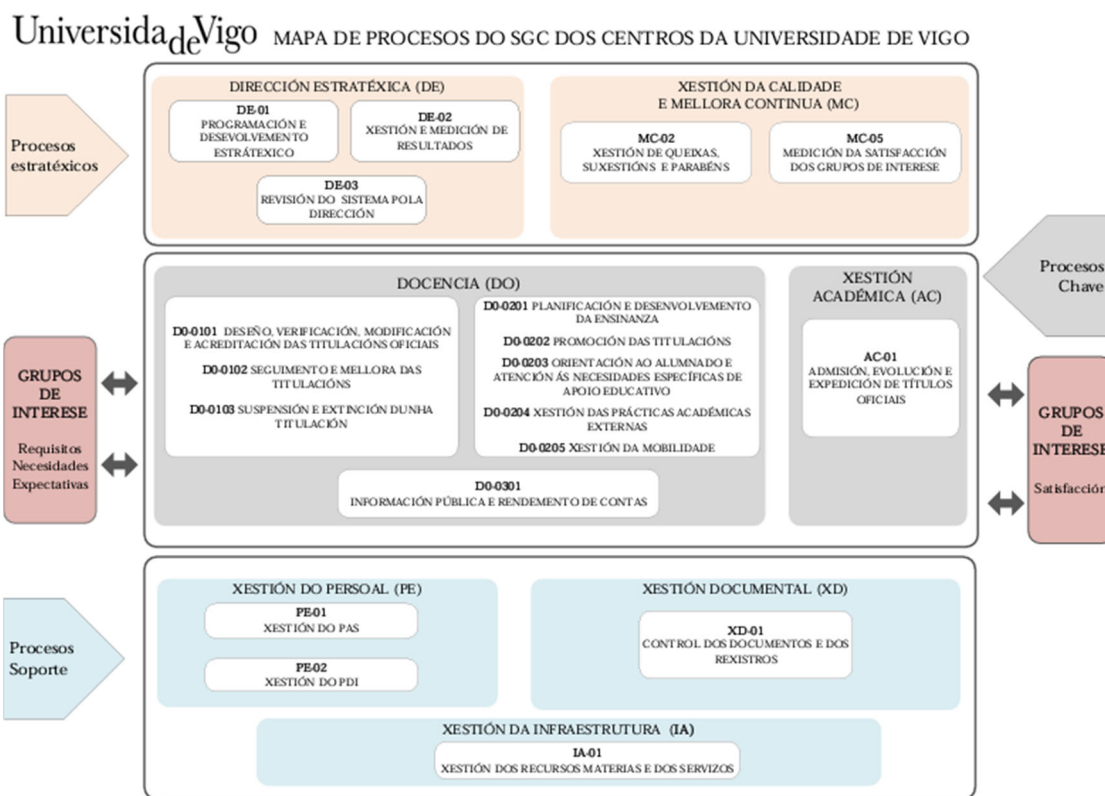 Universidade de Vigo MAPA DE PROCESOS DO SGC DOS CENTROS DA UNIVERSIDADE DE VIGO
Procesos
estratéxicos
DIRECCIÓN ESTRATÉXICA (DE)
DE-01
PROGRAMACIÓN E
DESEVOLVEMENTO
ESTRÁTEXICO
DE-02
XESTIÓN E MEDICIÓN DE
RESULTADOS
DE-03
REVISIÓN DO SISTEMA POLA
DIRECCIÓN
XESTIÓN DA CALIDADE
E MELLORA CONTINUA (MC)
MC-02
XESTIÓN DE QUEIXAS,
SUXESTIÓNS E PARABÉNS
MC-05
MEDICIÓN DA SATISFACCIÓN
DOS GRUPOS DE INTERESE
Procesos
Chave
DOCENCIA (DO)
D0-0101 DESEÑO, VERIFICACIÓN, MODIFICACIÓN
E ACREDITACIÓN DAS TITULACIÓNS OFICIAIS
D0-0102 SEGUIMENTO E MELLORA DAS
TITULACIÓNS
D0-0103 SUSPENSIÓN E EXTINCIÓN DUNHA
TITULACIÓN
D0-0201 PLANIFICACIÓN E DESENVOLVEMENTO
DA ENSINANZA
D0-0202 PROMOCIÓN DAS TITULACIÓNS
D0-0203 ORIENTACIÓN AO ALUMNADO E
ATENCIÓN ÁS NECESIDADES ESPECÍFICAS DE
APOIO EDUCATIVO
D0-0204 XESTIÓN DAS PRÁCTICAS ACADÉMICAS
EXTERNAS
D0-0205 XESTIÓN DA MOBILIDADE
D0-0301
INFORMACIÓN PÚBLICA E RENDEMENTO DE CONTAS
XESTIÓN
ACADÉMICA (AC)
AC-01
ADMISIÓN, EVOLUCIÓN E
EXPEDICIÓN DE TÍTULOS
OFICIAIS
GRUPOS
DE
INTERESE
Requisitos
Necesidades
Expectativas
GRUPOS
DE
INTERESE
Satisfacción
Procesos
Soporte
XESTIÓN DO PERSOAL (PE)
PE-01
XESTIÓN DO PAS
PE-02
XESTIÓN DO PDI
XESTIÓN DOCUMENTAL (XD)
XD-01
CONTROL DOS DOCUMENTOS E DOS
REXISTROS
XESTIÓN DA INFRAESTRUTURA (IA)
IA-01
XESTIÓN DOS RECURSOS MATERIAS E DOS SERVIZOS